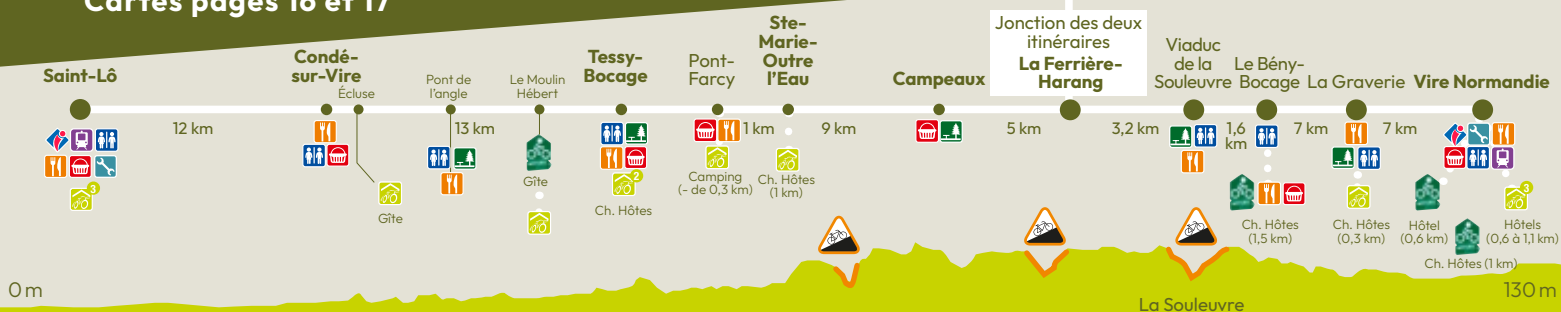 Cartes pages 16 et 17
Saint-Lô
12 km
Condé-
sur-Vire
Écluse
Gîte
Pont de
l'angle
13 km
Le Moulin
Hébert
Gîte
Tessy-
Bocage
2
Ch. Hôtes
Pont-
Farcy
1 km
Camping
(- de 0,3 km)
Ste-
Marie-
Outre
l'Eau
Ch. Hôtes
(1 km)
9 km
Campeaux
5 km
Jonction des deux
itinéraires
La Ferrière-
Harang
3,2 km
Viaduc
de la
Souleuvre
1,6
km
Le Bény-
Bocage
Ch. Hôtes
(1,5 km)
7 km
La Graverie
Ch. Hôtes
(0,3 km)
7 km
Vire Normandie
Hôtel
(0,6 km)
Ch. Hôtes (1 km)
3
Hôtels
(0,6 à 1,1 km)
3
0 m
La Souleuvre
130 m